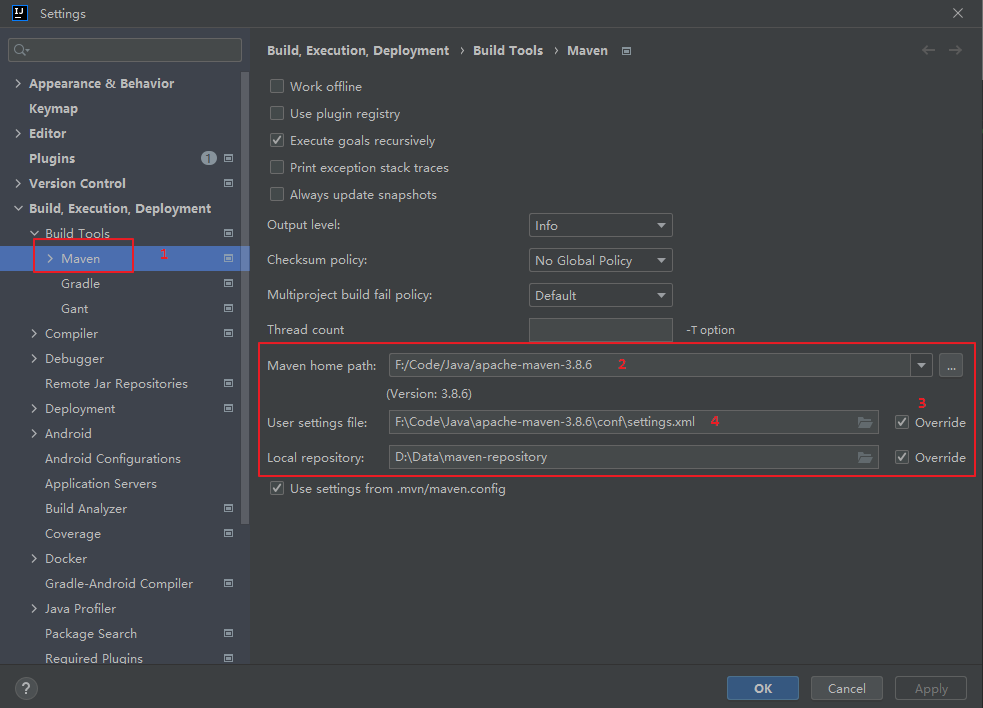 Settings
Appearance & Behavior
Keymap
Editor
Plugins 1
Version Control
Build, Execution, Deployment
Build Tools
Maven 1
Gradle
Gant
Compiler
Debugger
Remote Jar Repositories
Deployment
Android
Android Configurations
Application Servers
Build Analyzer
Coverage
Docker
Gradle-Android Compiler
Java Profiler
Package Search
Required Plugins
Build, Execution, Deployment › Build Tools › Maven
Work offline
Use plugin registry
Execute goals recursively
Print exception stack traces
Always update snapshots
Output level: Info
Checksum policy: No Global Policy
Multiproject build fail policy: Default
Thread count -T option
Maven home path: F:/Code/Java/apache-maven-3.8.6 2 ...
(Version: 3.8.6)
3
User settings file: F:\Code\Java\apache-maven-3.8.6\conf\settings.xml 4 Override
Local repository: D:\Data\maven-repository Override
Use settings from .mvn/maven.config
? OK Cancel Apply